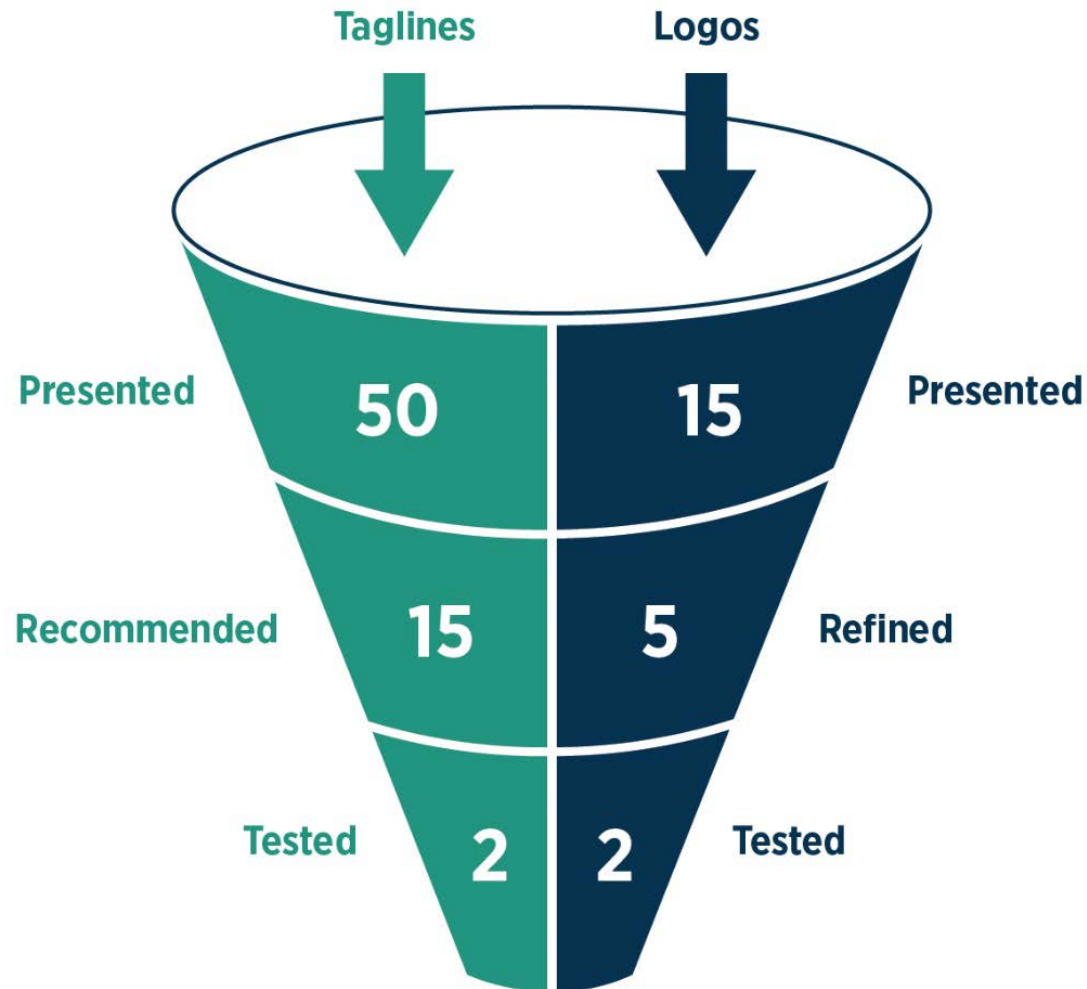 Taglines
Logos
Presented
50
15
Presented
Recommended
15
5
Refined
Tested
2
2
Tested